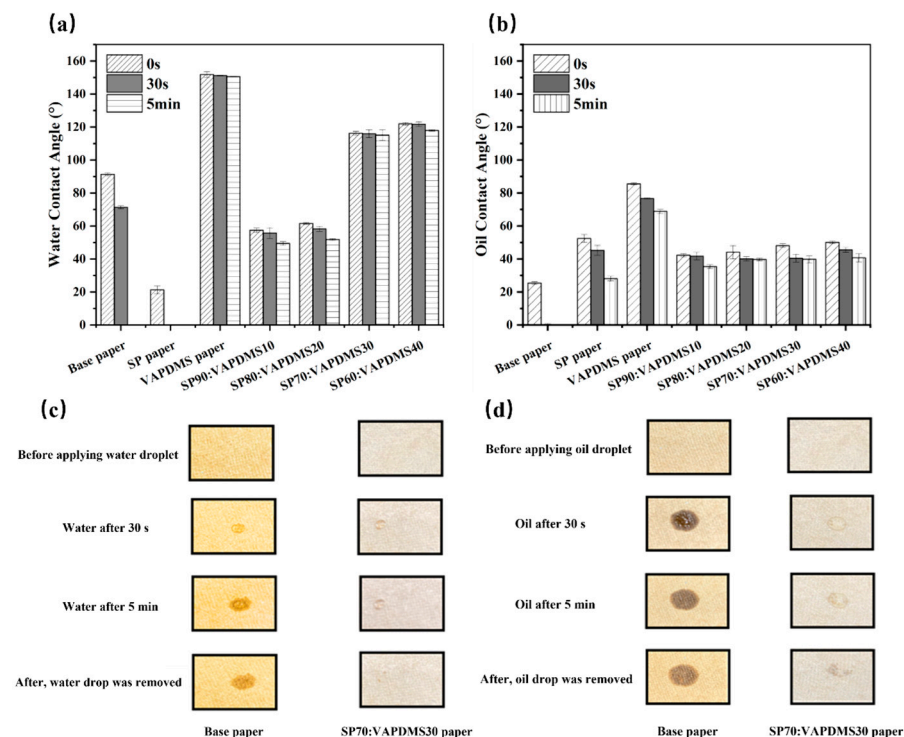 (a)
160
140
120
100
80
60
40
20
0
Water Contact Angle (°)
0s
30s
5min
Base paper
SP paper
VAPDMS paper
SP90:VAPDMS10
SP80:VAPDMS20
SP70:VAPDMS30
SP60:VAPDMS40
(b)
160
140
120
100
80
60
40
20
0
Oil Contact Angle (°)
0s
30s
5min
Base paper
SP paper
VAPDMS paper
SP90:VAPDMS10
SP80:VAPDMS20
SP70:VAPDMS30
SP60:VAPDMS40
(c)
Before applying water droplet
Water after 30 s
Water after 5 min
After, water drop was removed
Base paper
SP70:VAPDMS30 paper
(d)
Before applying oil droplet
Oil after 30 s
Oil after 5 min
After, oil drop was removed
Base paper
SP70:VAPDMS30 paper